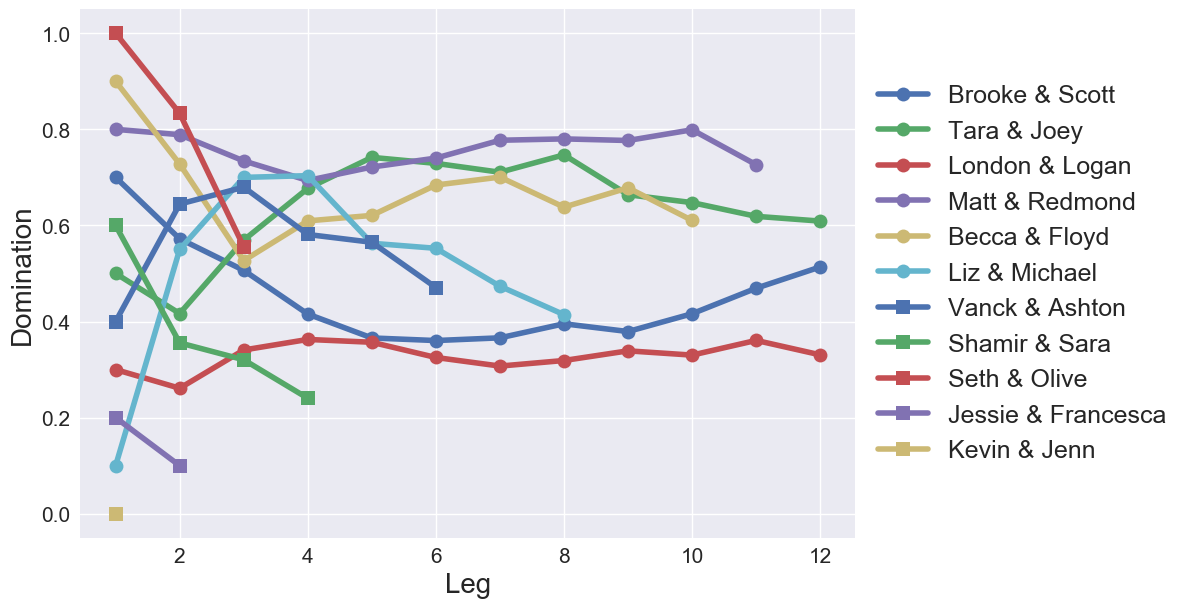 1.0
0.8
0.6
0.4
0.2
0.0
Domination
2 4 6 8 10 12
Leg
Brooke & Scott
Tara & Joey
London & Logan
Matt & Redmond
Becca & Floyd
Liz & Michael
Vanck & Ashton
Shamir & Sara
Seth & Olive
Jessie & Francesca
Kevin & Jenn